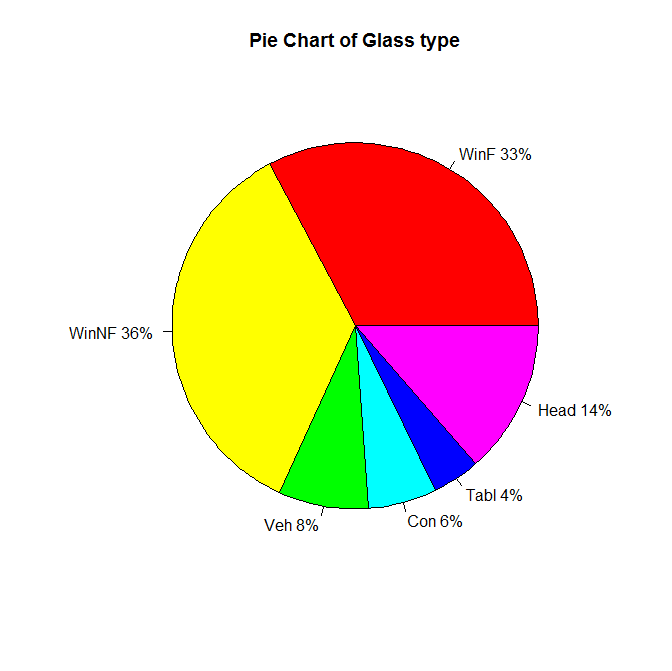 Pie Chart of Glass type
WinF 33%
WinNF 36%
Head 14%
Tabl 4%
Con 6%
Veh 8%